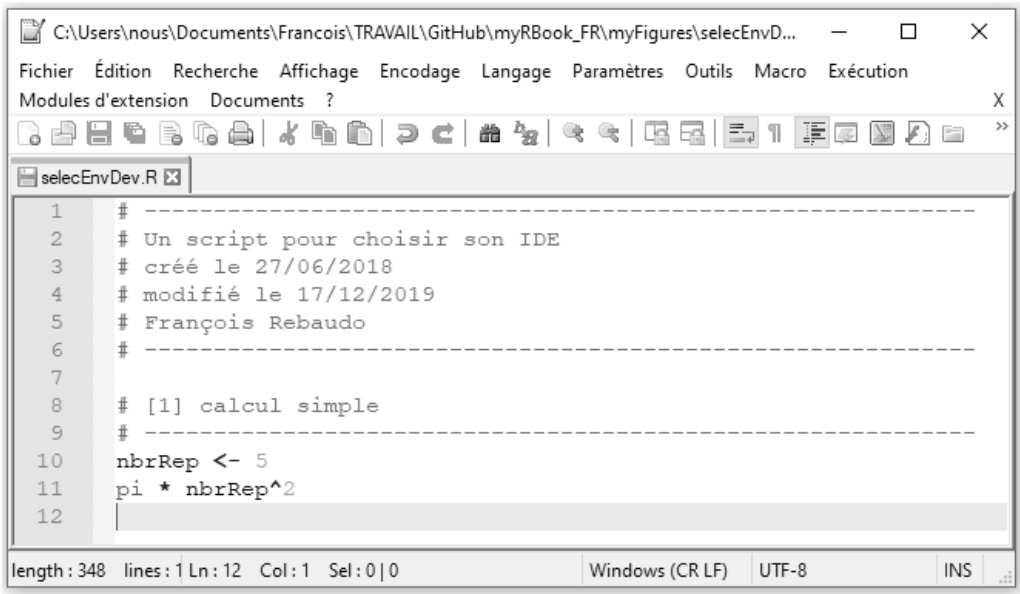 C:\Users\nous\Documents\Francois\TRAVAIL\GitHub\myRBook_FR\myFigures\selecEnvD...
Fichier Édition Recherche Affichage Encodage Langage Paramètres Outils Macro Exécution
Modules d'extension Documents ? X
selecEnvDev.R
1 # ------------------------------------------------------------
2 # Un script pour choisir son IDE
3 # créé le 27/06/2018
4 # modifié le 17/12/2019
5 # François Rebaudo
6 # ------------------------------------------------------------
7
8 # [1] calcul simple
9 # ------------------------------------------------------------
10 nbrRep <- 5
11 pi * nbrRep^2
12
length : 348 lines : 1 Ln : 12 Col : 1 Sel : 0 | 0 Windows (CR LF) UTF-8 INS